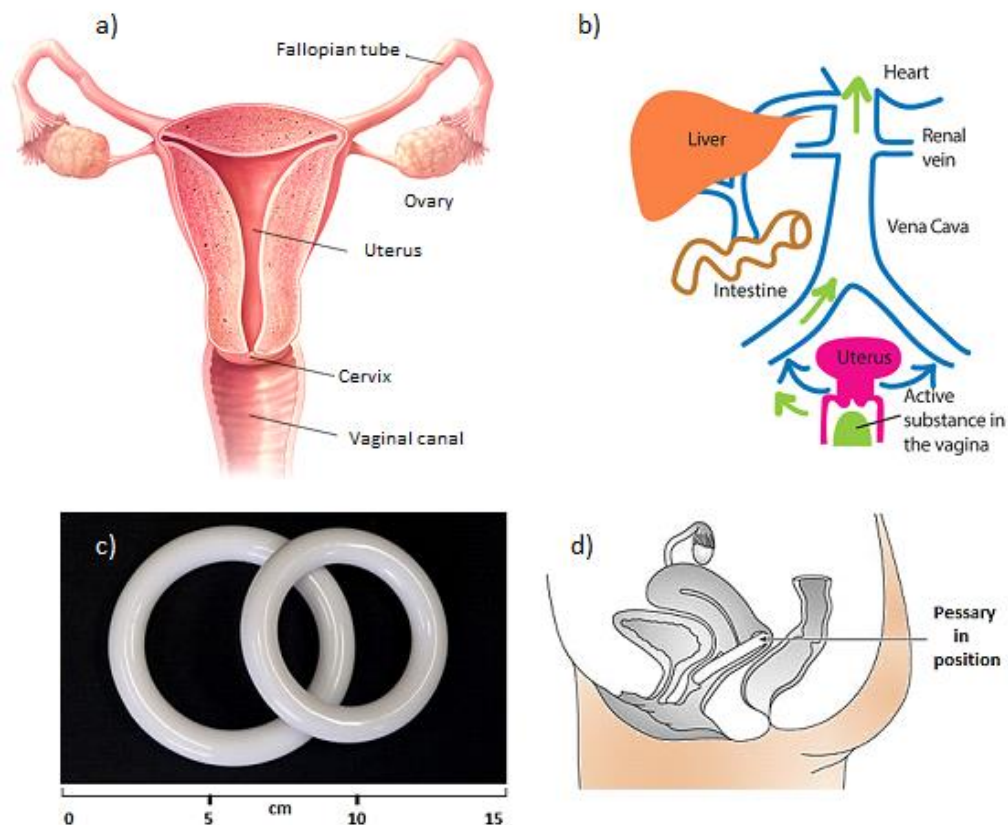 a)
Fallopian tube
Ovary
Uterus
Cervix
Vaginal canal
b)
Heart
Liver
Renal
vein
Vena Cava
Intestine
Uterus
Active
substance in
the vagina
c)
cm
0 5 10 15
d)
Pessary
in
position